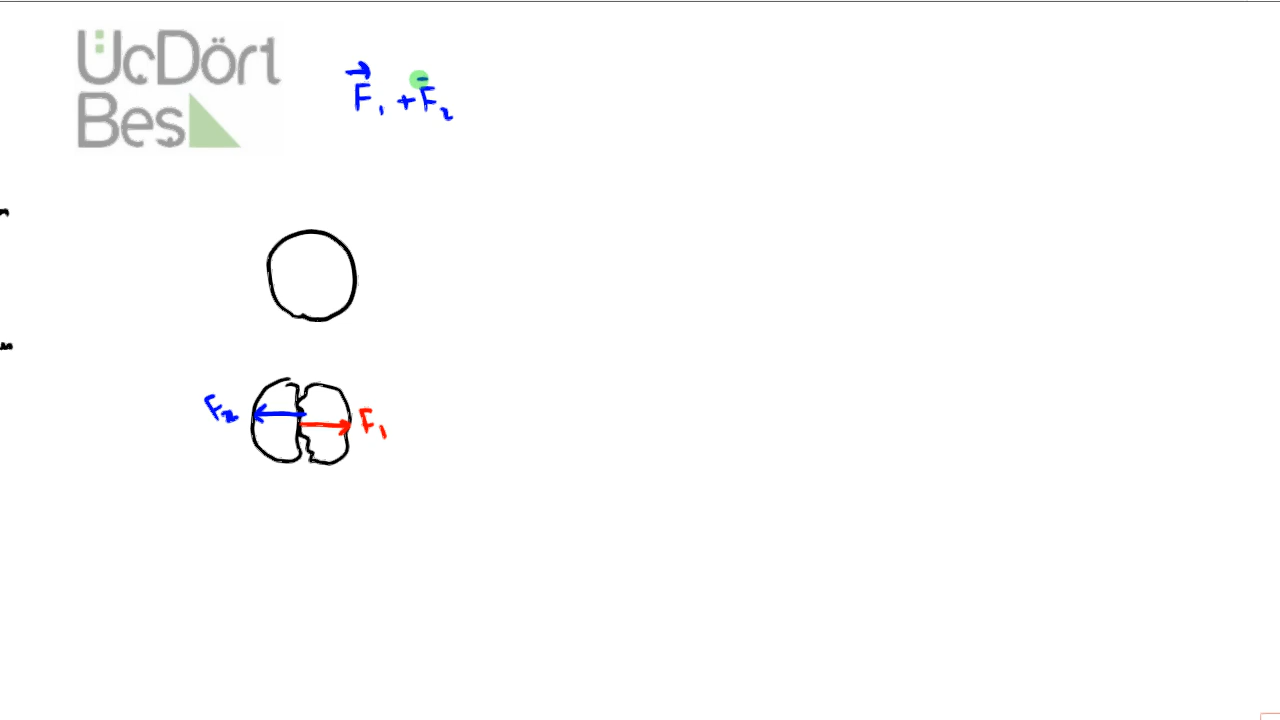 ÜçDört
Beş
F₁ + F₂
F₂
F₁